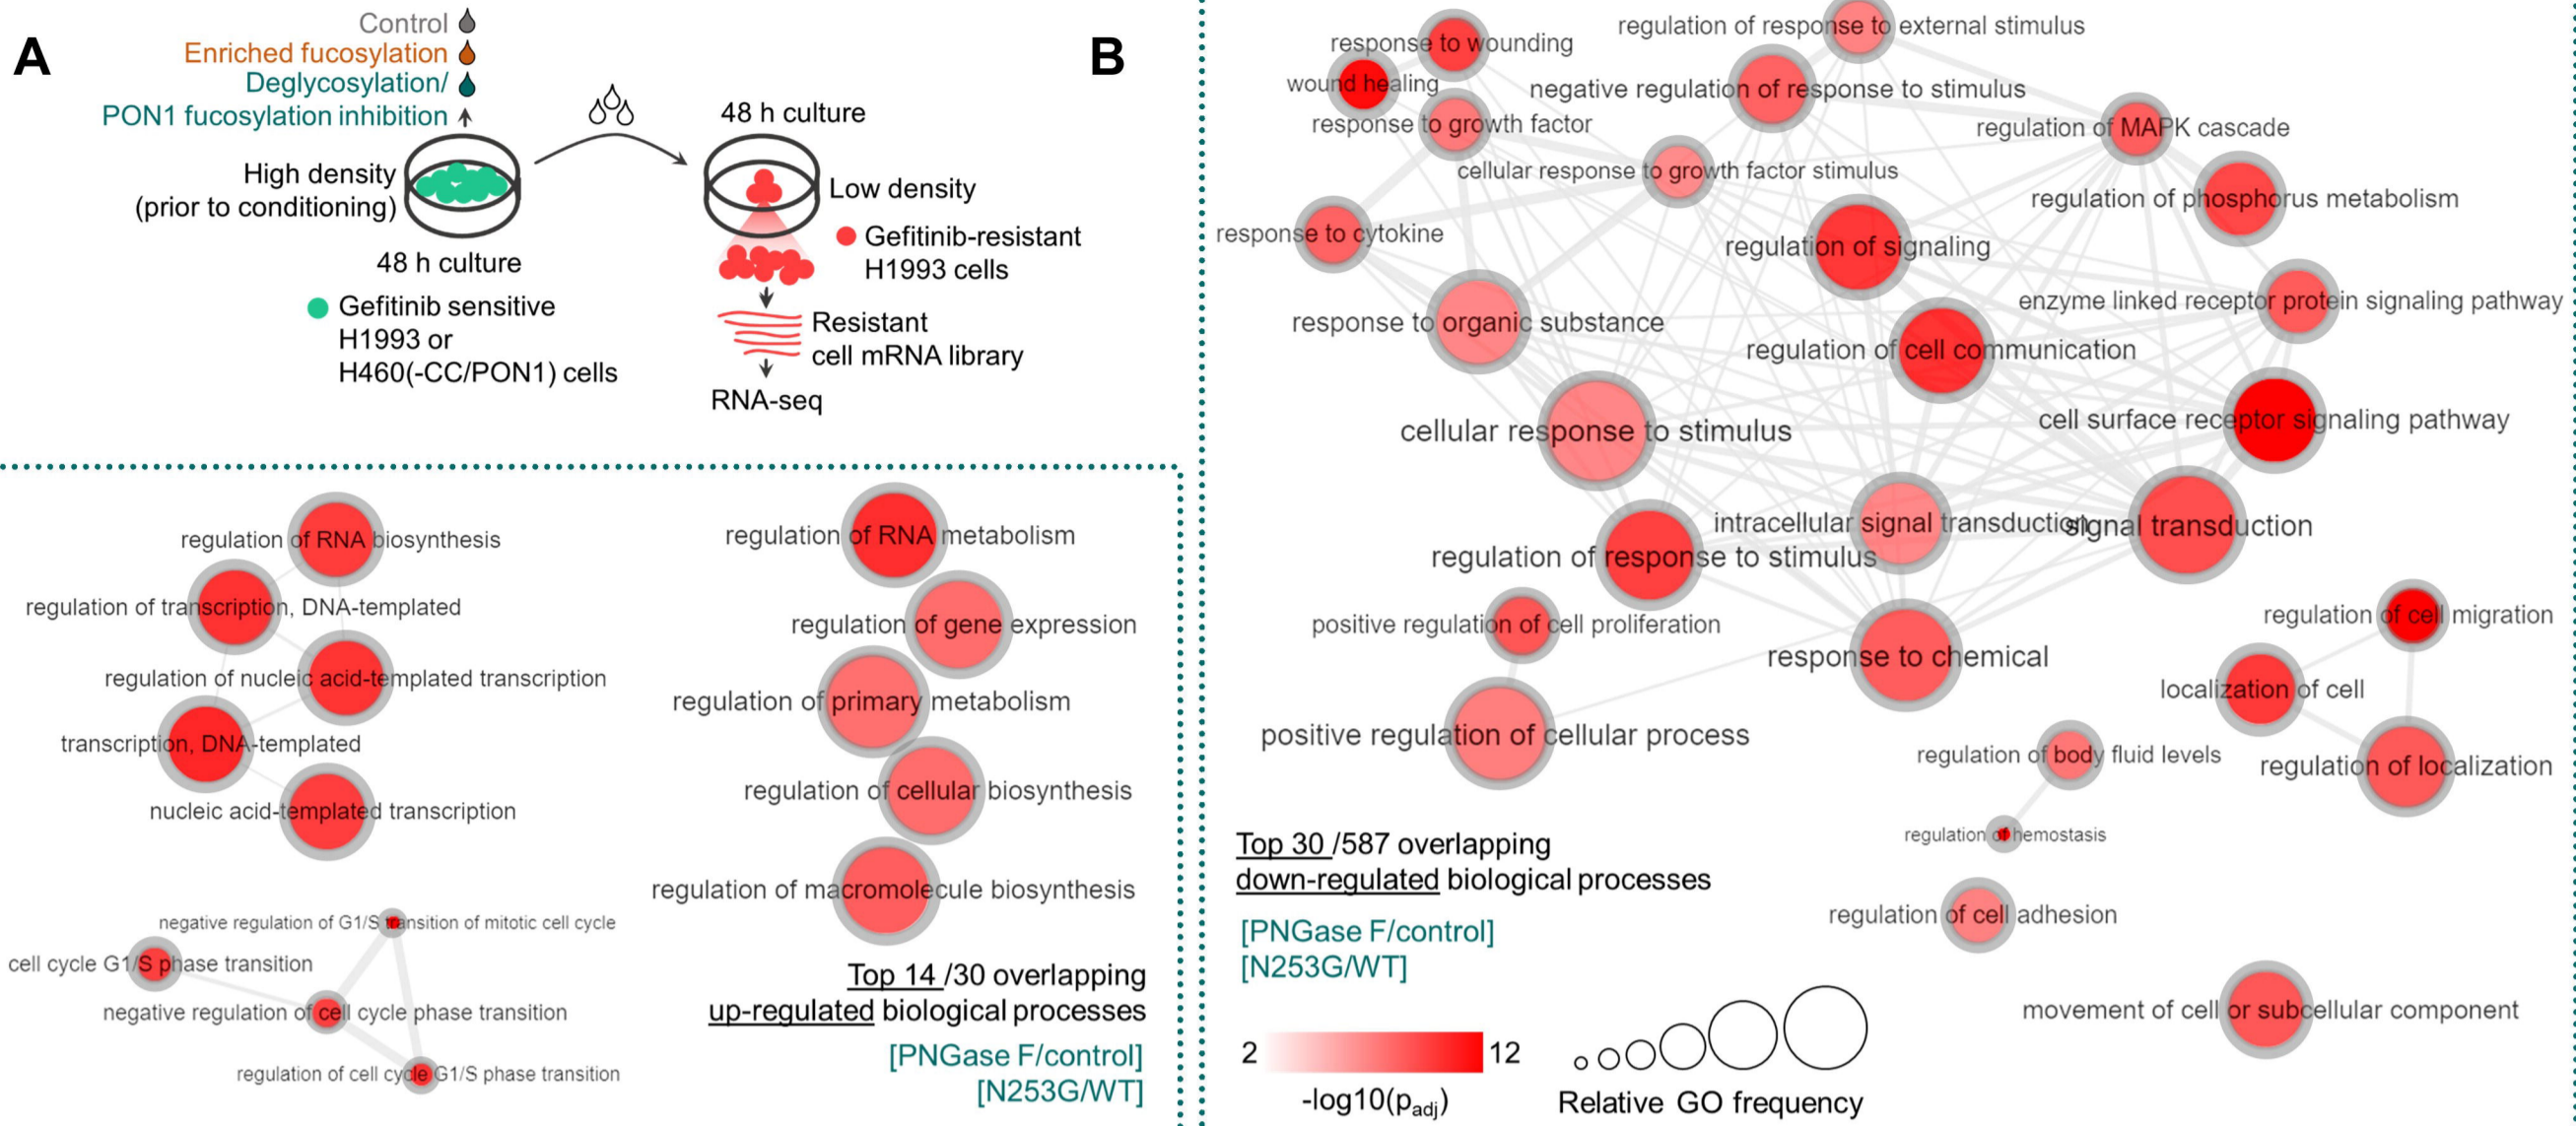 A
Control
Enriched fucosylation
Deglycosylation/
PON1 fucosylation inhibition
High density
(prior to conditioning)
48 h culture
Gefitinib sensitive
H1993 or
H460(-CC/PON1) cells
48 h culture
Low density
Gefitinib-resistant
H1993 cells
Resistant
cell mRNA library
RNA-seq
regulation of RNA biosynthesis
regulation of transcription, DNA-templated
regulation of nucleic acid-templated transcription
transcription, DNA-templated
nucleic acid-templated transcription
negative regulation of G1/S transition of mitotic cell cycle
cell cycle G1/S phase transition
negative regulation of cell cycle phase transition
regulation of cell cycle G1/S phase transition
regulation of RNA metabolism
regulation of gene expression
regulation of primary metabolism
regulation of cellular biosynthesis
regulation of macromolecule biosynthesis
Top 14 /30 overlapping
up-regulated biological processes
[PNGase F/control]
[N253G/WT]
B
regulation of response to external stimulus
response to wounding
wound healing
negative regulation of response to stimulus
response to growth factor
regulation of MAPK cascade
cellular response to growth factor stimulus
regulation of phosphorus metabolism
response to cytokine
regulation of signaling
enzyme linked receptor protein signaling pathway
response to organic substance
regulation of cell communication
cell surface receptor signaling pathway
cellular response to stimulus
intracellular signal transduction
signal transduction
regulation of response to stimulus
positive regulation of cell proliferation
regulation of cell migration
response to chemical
localization of cell
positive regulation of cellular process
regulation of body fluid levels
regulation of localization
regulation of hemostasis
regulation of cell adhesion
movement of cell or subcellular component
Top 30 /587 overlapping
down-regulated biological processes
[PNGase F/control]
[N253G/WT]
2
12
-log10(padj)
Relative GO frequency